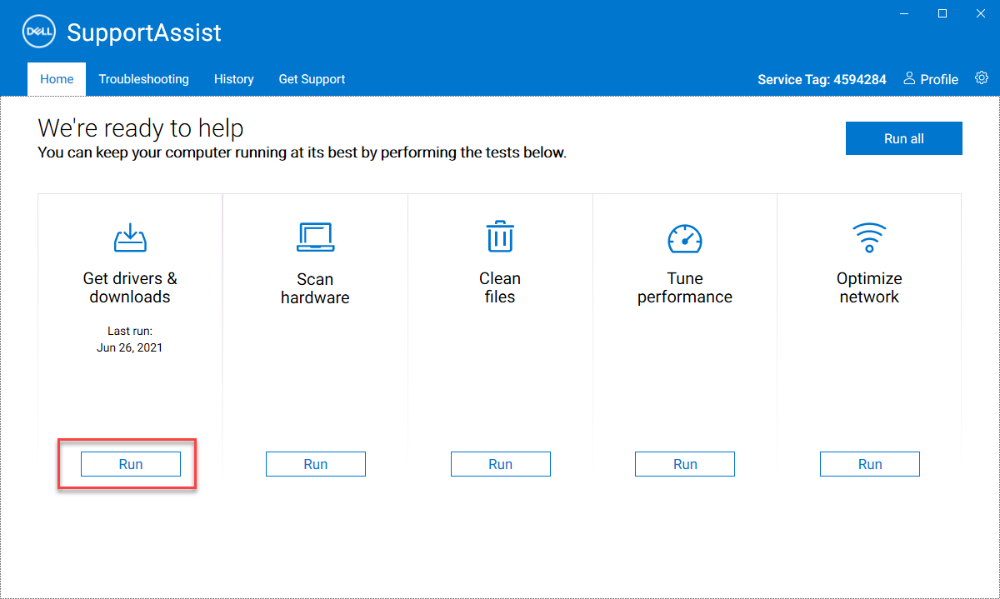 DELL
SupportAssist
Home
Troubleshooting
History
Get Support
Service Tag: 4594284
Profile
We're ready to help
You can keep your computer running at its best by performing the tests below.
Run all
Get drivers &
downloads
Last run:
Jun 26, 2021
Run
Scan
hardware
Run
Clean
files
Run
Tune
performance
Run
Optimize
network
Run